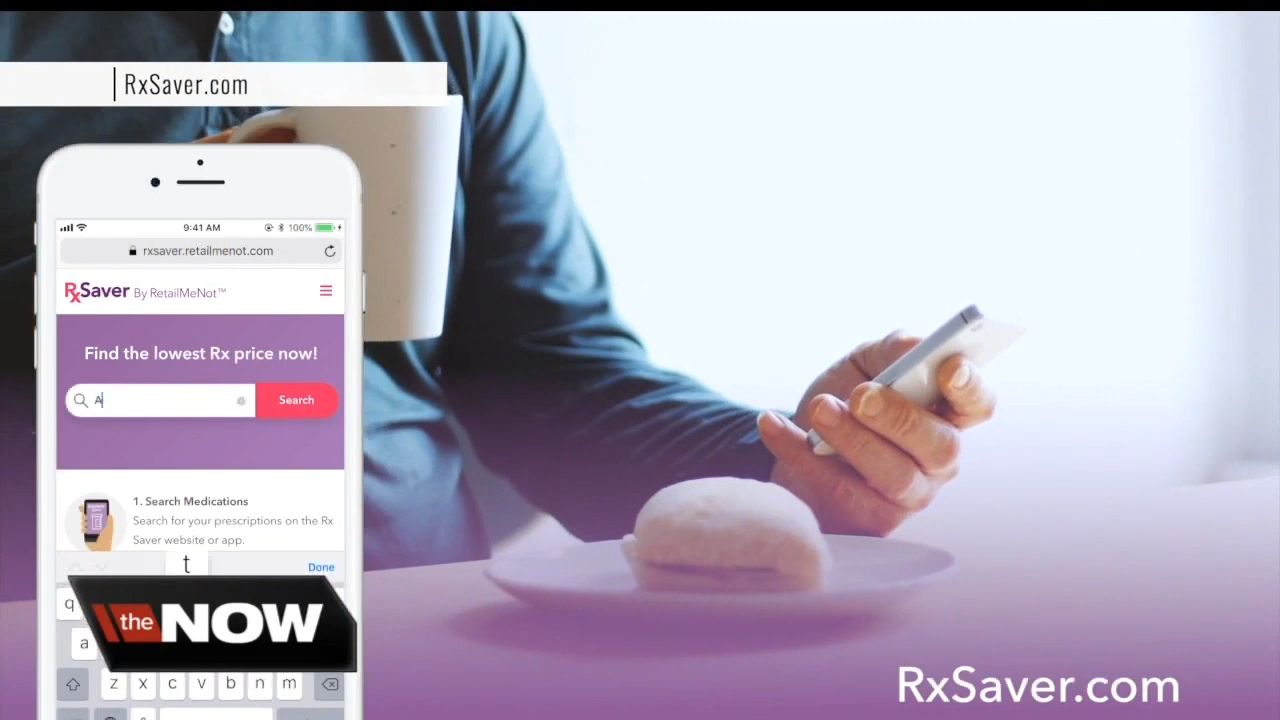 RxSaver.com
9:41 AM
100%
rxsaver.retailmenot.com
RxSaver By RetailMeNot™
Find the lowest Rx price now!
A
Search
1. Search Medications
Search for your prescriptions on the Rx
Saver website or app.
t
Done
q
a
the NOW
z x c v b n m
RxSaver.com